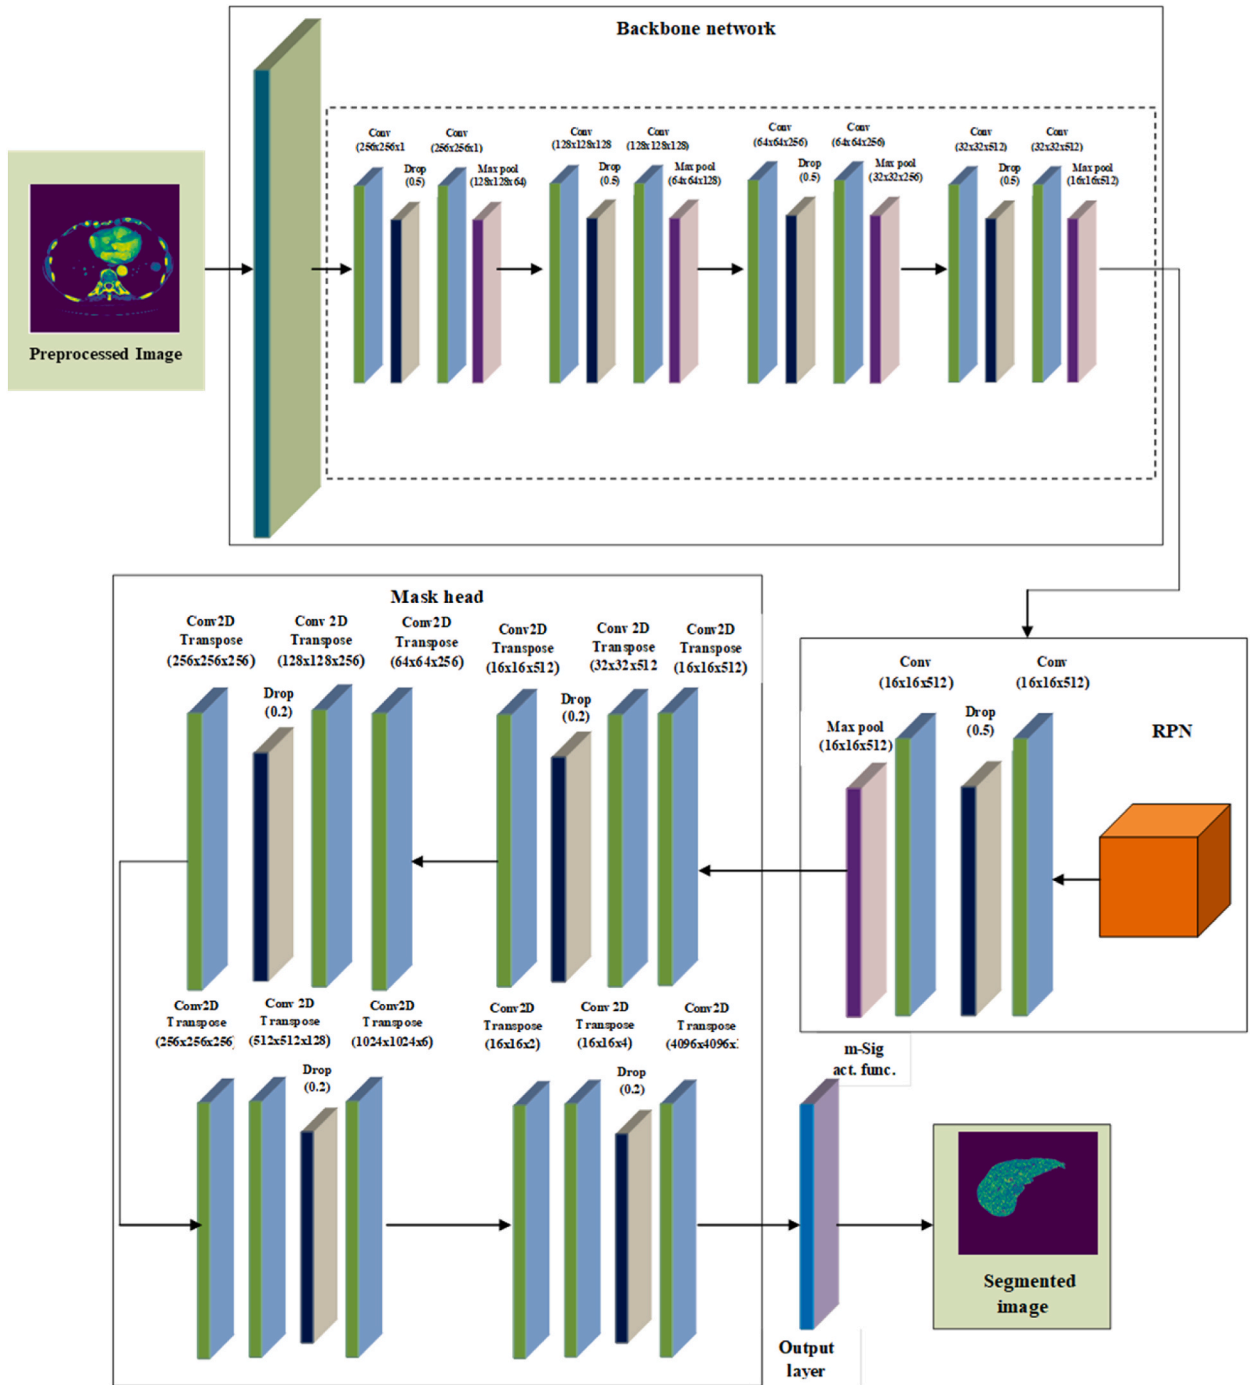 Backbone network
Conv
(256x256x1
Drop
(0.5)
Conv
(256x256x1)
Max pool
(128x128x64)
Conv
(128x128x128
Drop
(0.5)
Conv
(128x128x128)
Max pool
(64x64x128)
Conv
(64x64x256)
Drop
(0.5)
Conv
(64x64x256)
Max pool
(32x32x256)
Conv
(32x32x512)
Drop
(0.5)
Conv
(32x32x512)
Max pool
(16x16x512)
Preprocessed Image
Mask head
Conv2D
Transpose
(256x256x256)
Drop
(0.2)
Conv 2D
Transpose
(128x128x256)
Conv2D
Transpose
(64x64x256)
Conv2D
Transpose
(16x16x512)
Drop
(0.2)
Conv 2D
Transpose
(32x32x512
Conv2D
Transpose
(16x16x512)
Max pool
(16x16x512)
Conv
(16x16x512)
Drop
(0.5)
Conv
(16x16x512)
RPN
Conv2D
Transpose
(256x256x256)
Conv 2D
Transpose
(512x512x128)
Drop
(0.2)
Conv2D
Transpose
(1024x1024x6)
Conv2D
Transpose
(16x16x2)
Conv 2D
Transpose
(16x16x4)
Drop
(0.2)
Conv2D
Transpose
(4096x4096x
m-Sig
act. func.
Output
layer
Segmented
image